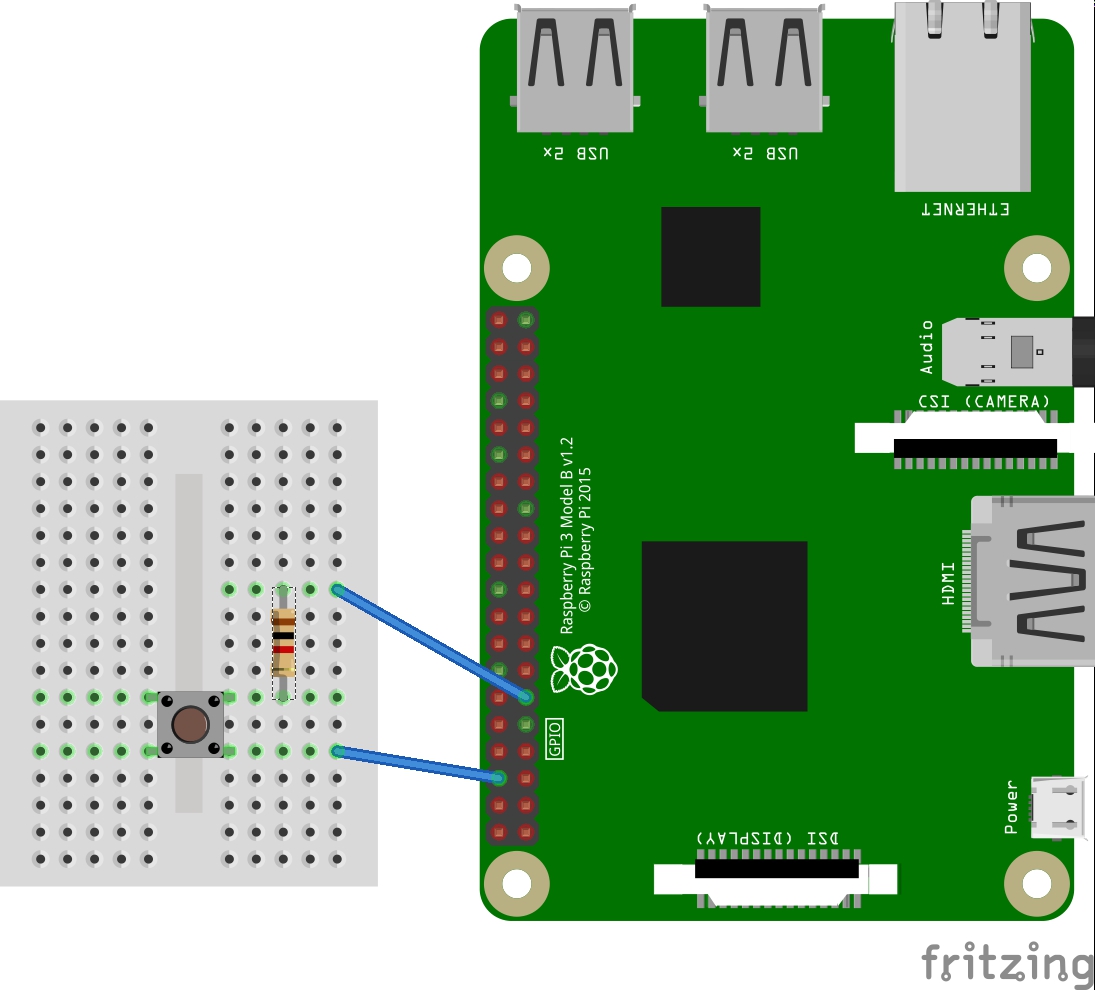 USB 2x
USB 2x
ETHERNET
Audio
CSI (CAMERA)
Raspberry Pi 3 Model B v1.2
© Raspberry Pi 2015
HDMI
GPIO
Power
DSI (DISPLAY)
fritzing